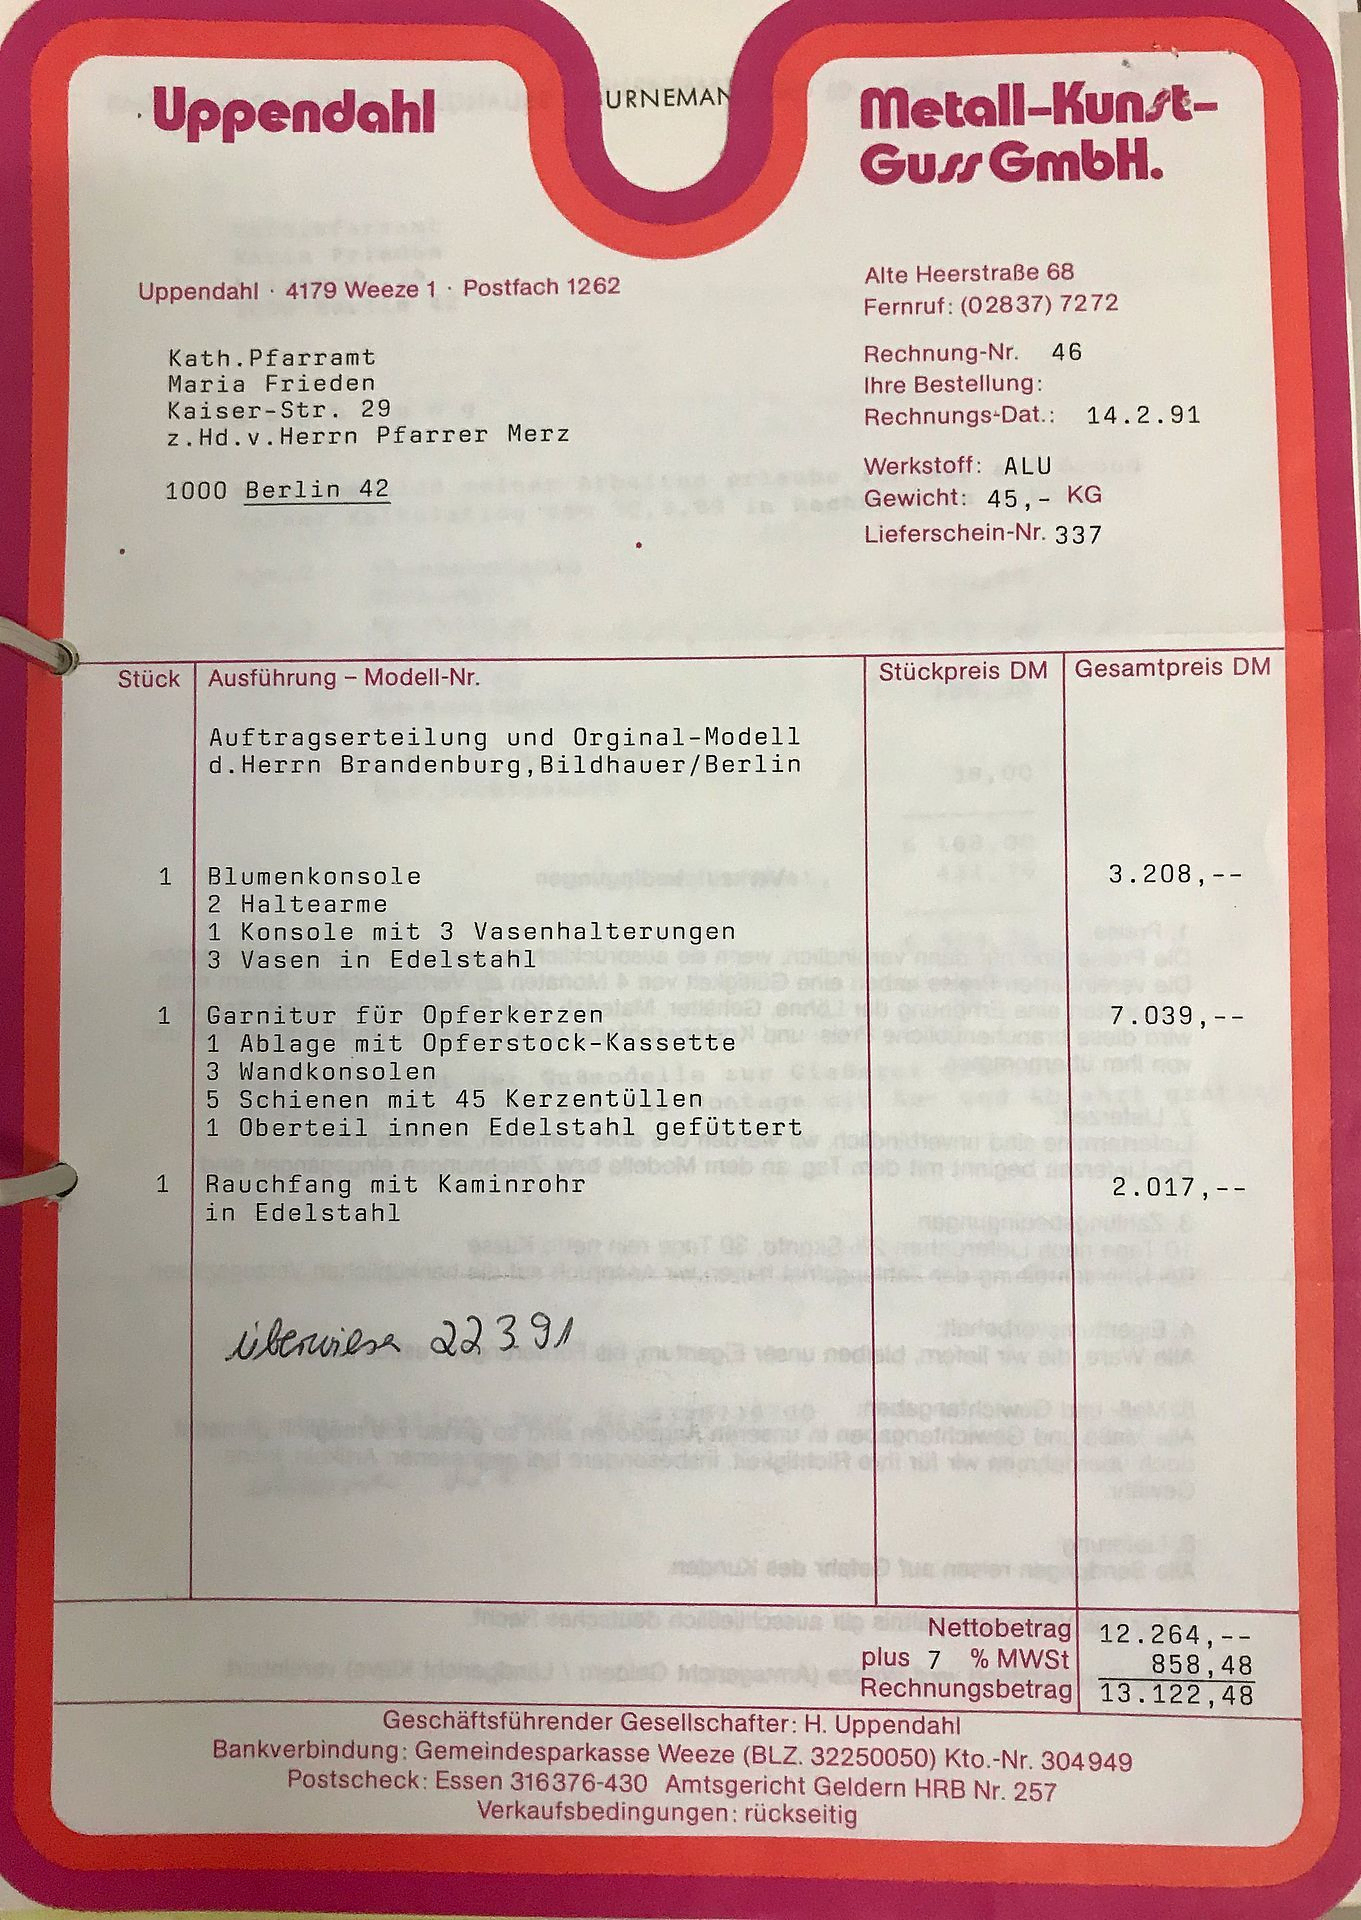 Uppendahl
URNEMAN
Metall-Kunst-
Guss GmbH.
Uppendahl · 4179 Weeze 1 · Postfach 1262
Alte Heerstraße 68
Fernruf: (02837) 7272
Kath.Pfarramt
Maria Frieden
Kaiser-Str. 29
z.Hd.v.Herrn Pfarrer Merz
1000 Berlin 42
Rechnung-Nr. 46
Ihre Bestellung:
Rechnungs-Dat.: 14.2.91
Werkstoff: ALU
Gewicht: 45,- KG
Lieferschein-Nr. 337
Stück Ausführung – Modell-Nr. Stückpreis DM Gesamtpreis DM
Auftragserteilung und Orginal-Modell
d.Herrn Brandenburg,Bildhauer/Berlin
1 Blumenkonsole 3.208,--
2 Haltearme
1 Konsole mit 3 Vasenhalterungen
3 Vasen in Edelstahl
1 Garnitur für Opferkerzen 7.039,--
1 Ablage mit Opferstock-Kassette
3 Wandkonsolen
5 Schienen mit 45 Kerzentüllen
1 Oberteil innen Edelstahl gefüttert
1 Rauchfang mit Kaminrohr 2.017,--
in Edelstahl
überwiesen 22 3 91
Nettobetrag 12.264,--
plus 7 % MWSt 858,48
Rechnungsbetrag 13.122,48
Geschäftsführender Gesellschafter: H. Uppendahl
Bankverbindung: Gemeindesparkasse Weeze (BLZ. 32250050) Kto.-Nr. 304949
Postscheck: Essen 316376-430 Amtsgericht Geldern HRB Nr. 257
Verkaufsbedingungen: rückseitig